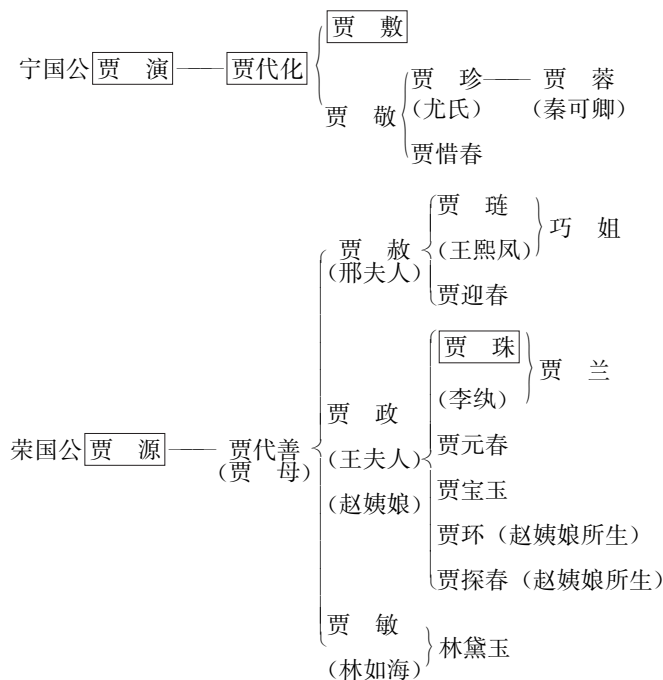 贾 敷
宁国公 贾 演 —— 贾代化
贾 珍 —— 贾 蓉
贾 敬 (尤氏) (秦可卿)
贾惜春
贾 琏
贾 赦 巧 姐
(邢夫人) (王熙凤)
贾迎春
贾 珠
贾 兰
贾 政 (李纨)
荣国公 贾 源 —— 贾代善 (王夫人) 贾元春
(贾 母)
(赵姨娘) 贾宝玉
贾环(赵姨娘所生)
贾探春(赵姨娘所生)
贾 敏
林黛玉
(林如海)